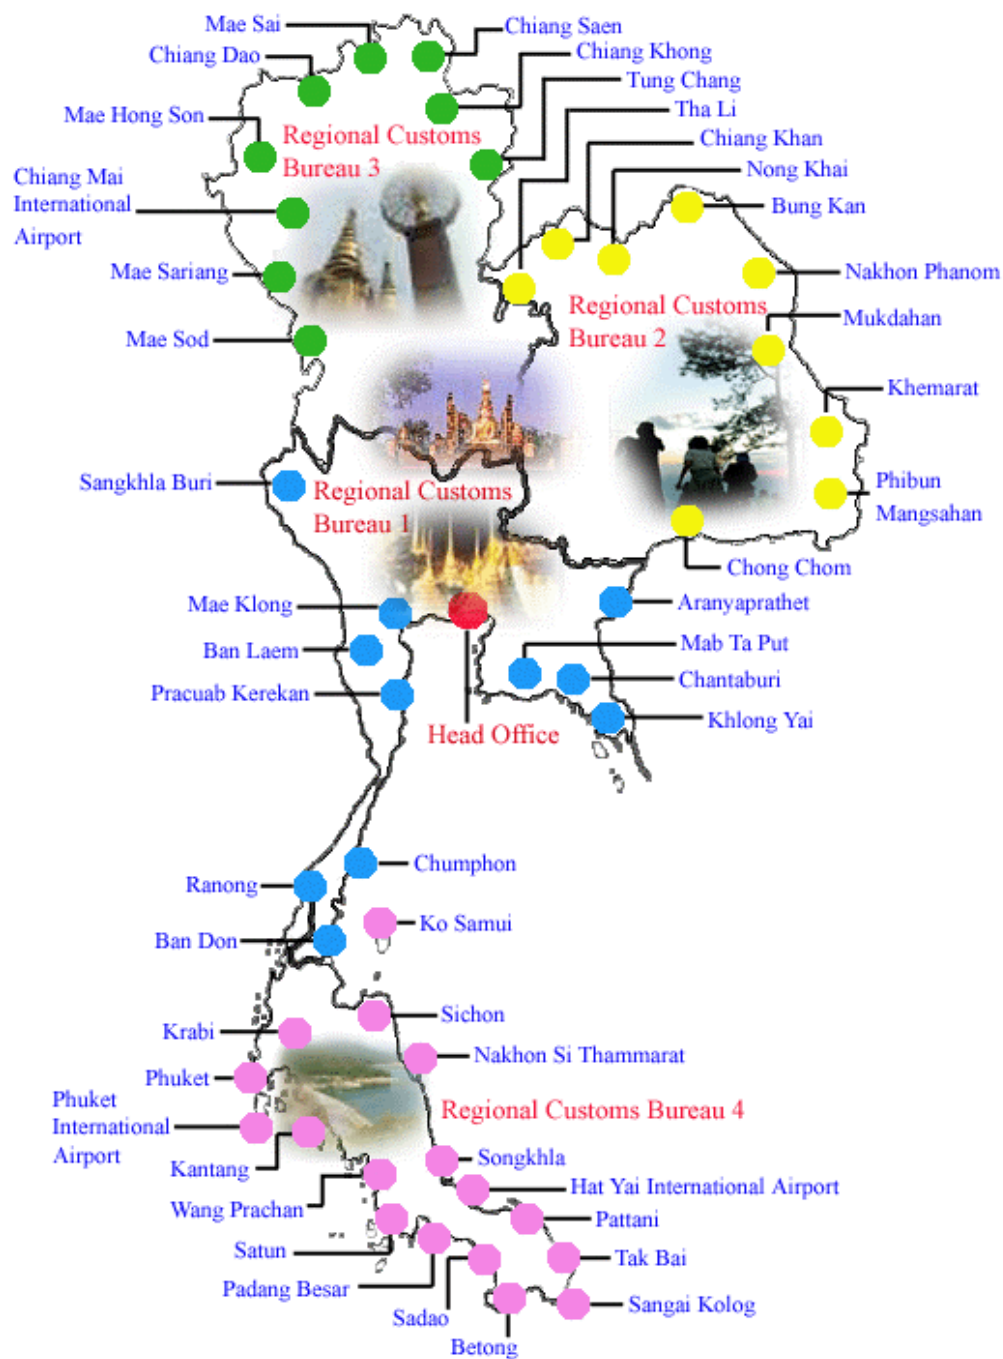 Mae Sai
Chiang Saen
Chiang Dao
Chiang Khong
Tung Chang
Tha Li
Mae Hong Son
Regional Customs
Bureau 3
Chiang Khan
Nong Khai
Chiang Mai
International
Airport
Bung Kan
Mae Sariang
Nakhon Phanom
Regional Customs
Bureau 2
Mukdahan
Mae Sod
Khemarat
Sangkhla Buri
Regional Customs
Bureau 1
Phibun
Mangsahan
Chong Chom
Mae Klong
Aranyaprathet
Ban Laem
Mab Ta Put
Pracuab Kerekan
Chantaburi
Khlong Yai
Head Office
Chumphon
Ranong
Ko Samui
Ban Don
Sichon
Krabi
Nakhon Si Thammarat
Phuket
Phuket
International
Airport
Regional Customs Bureau 4
Kantang
Songkhla
Hat Yai International Airport
Wang Prachan
Pattani
Satun
Tak Bai
Padang Besar
Sadao
Sangai Kolog
Betong